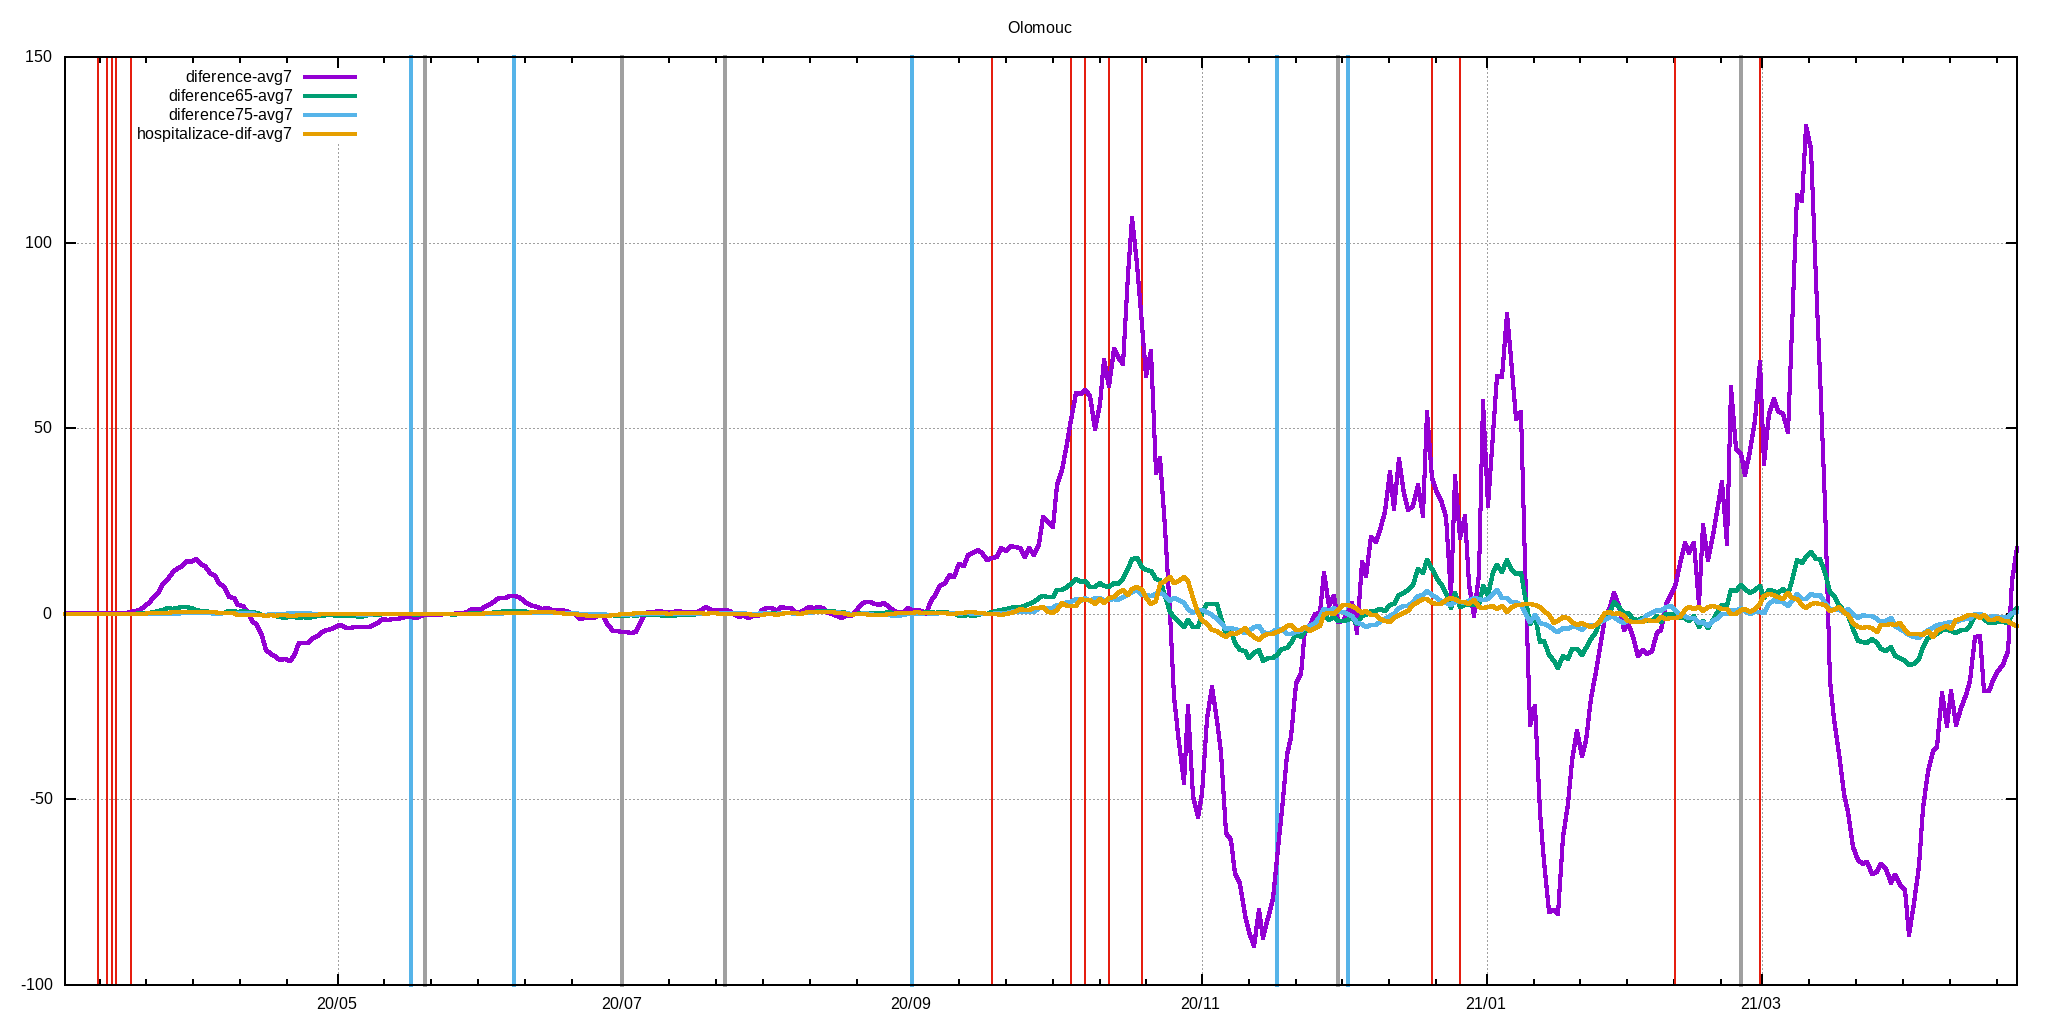 Olomouc
150
100
50
0
-50
-100
diference-avg7
diference65-avg7
diference75-avg7
hospitalizace-dif-avg7
20/05 20/07 20/09 20/11 21/01 21/03